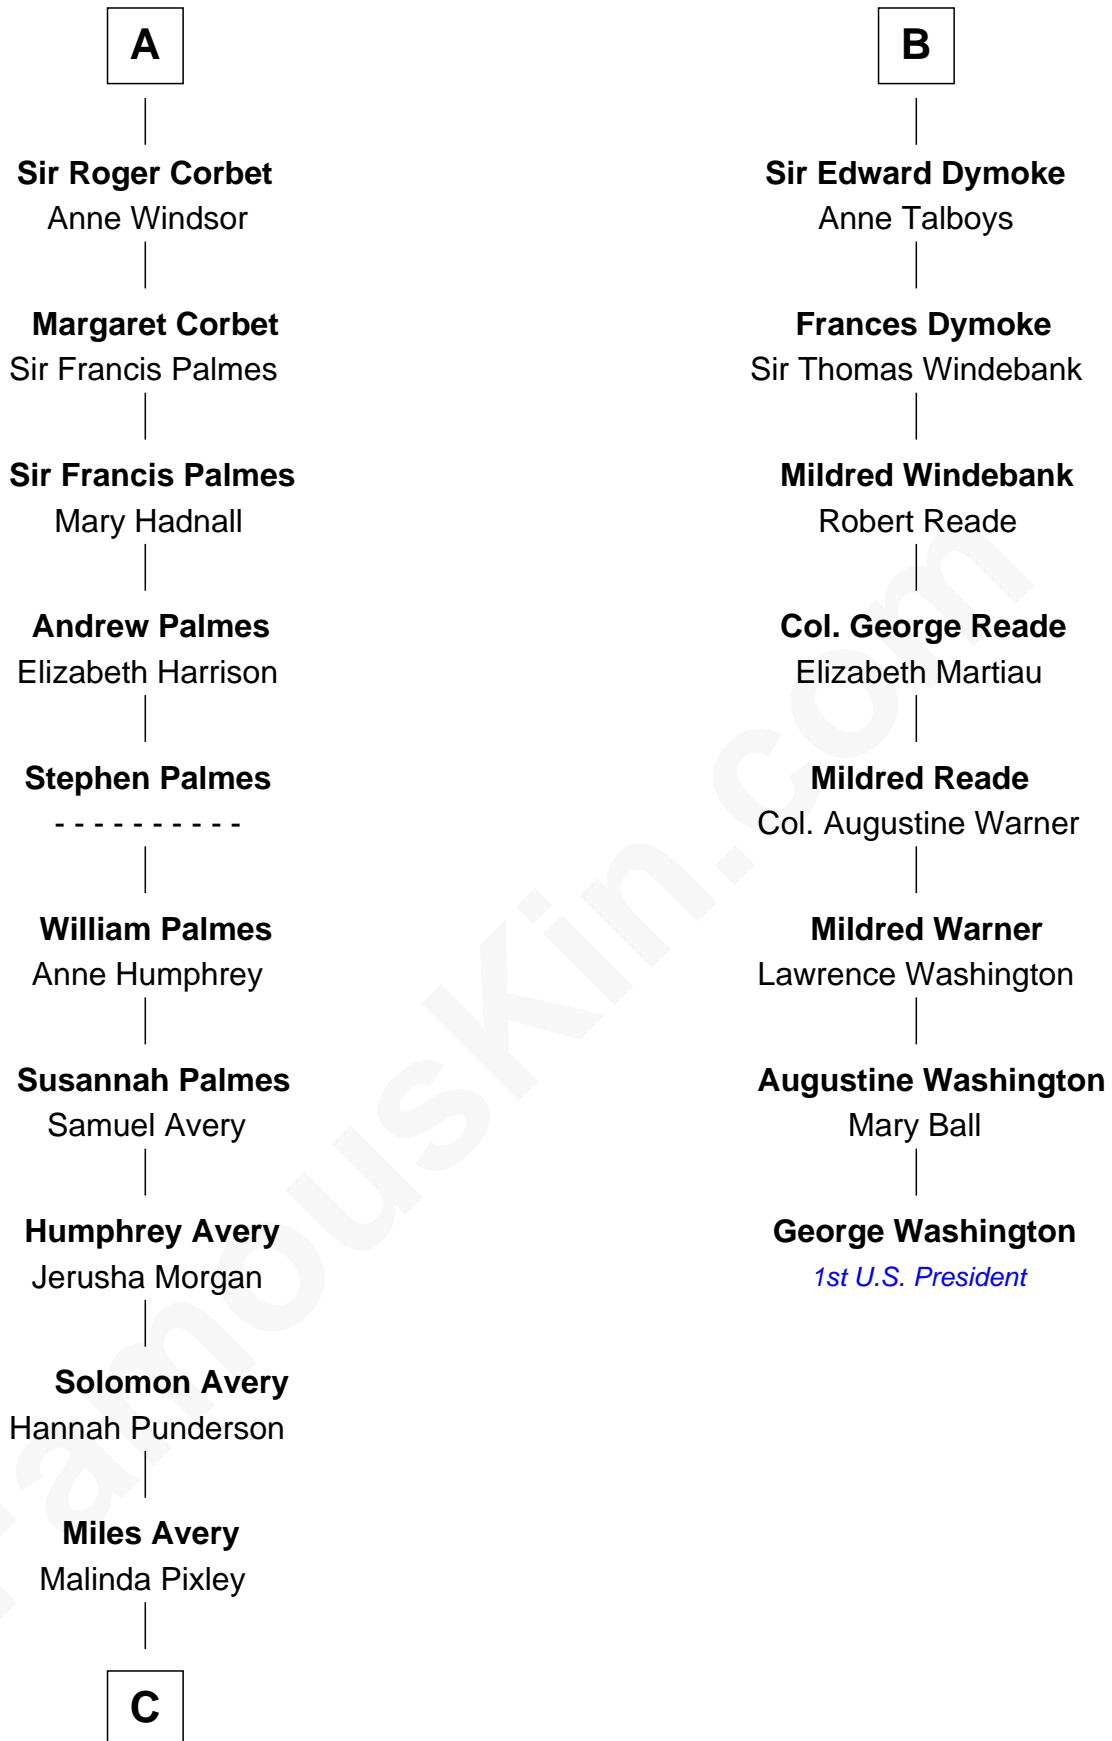 A
Sir Roger Corbet
Anne Windsor
Margaret Corbet
Sir Francis Palmes
Sir Francis Palmes
Mary Hadnall
Andrew Palmes
Elizabeth Harrison
Stephen Palmes
- - - - - - - - - -
William Palmes
Anne Humphrey
Susannah Palmes
Samuel Avery
Humphrey Avery
Jerusha Morgan
Solomon Avery
Hannah Punderson
Miles Avery
Malinda Pixley
C
B
Sir Edward Dymoke
Anne Talboys
Frances Dymoke
Sir Thomas Windebank
Mildred Windebank
Robert Reade
Col. George Reade
Elizabeth Martiau
Mildred Reade
Col. Augustine Warner
Mildred Warner
Lawrence Washington
Augustine Washington
Mary Ball
George Washington
1st U.S. President
FamousKin.com